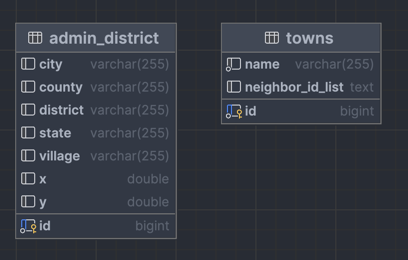 admin_district
city varchar(255)
county varchar(255)
district varchar(255)
state varchar(255)
village varchar(255)
x double
y double
id bigint
towns
name varchar(255)
neighbor_id_list text
id bigint